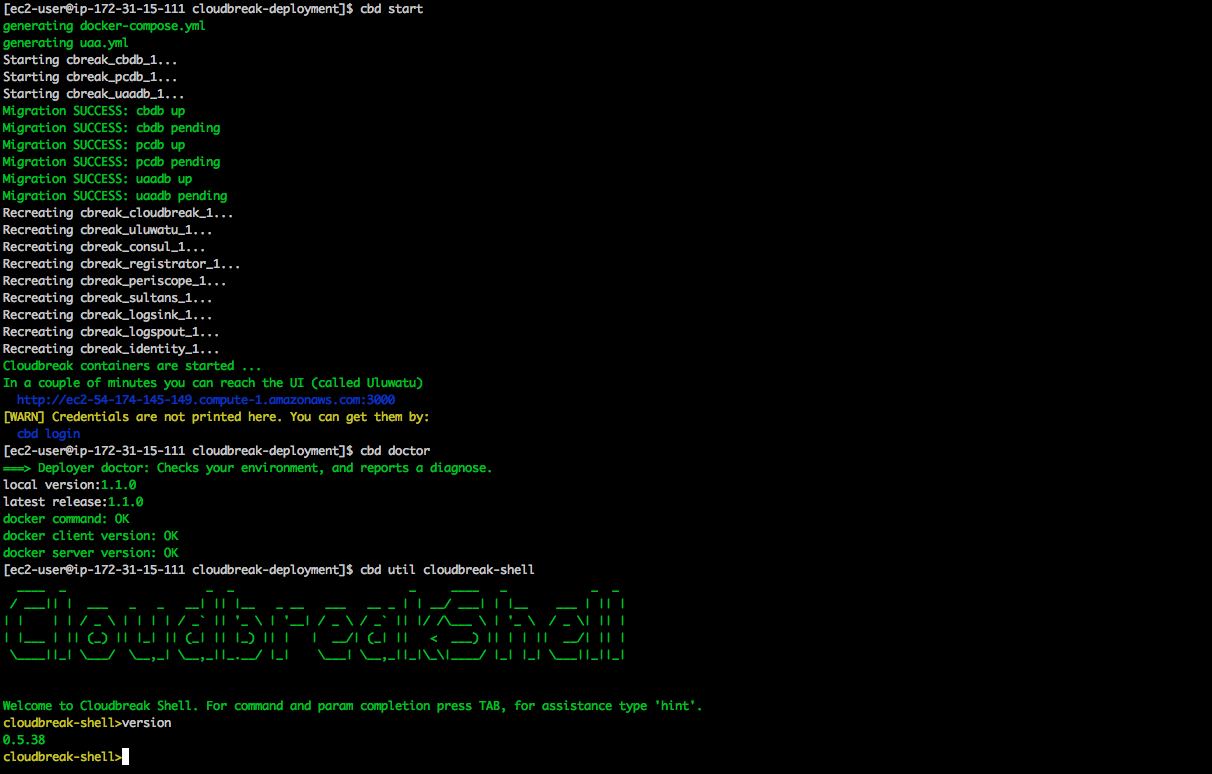 [ec2-user@ip-172-31-15-111 cloudbreak-deployment]$ cbd start
generating docker-compose.yml
generating uaa.yml
Starting cbreak_cbdb_1...
Starting cbreak_pcdb_1...
Starting cbreak_uaadb_1...
Migration SUCCESS: cbdb up
Migration SUCCESS: cbdb pending
Migration SUCCESS: pcdb up
Migration SUCCESS: pcdb pending
Migration SUCCESS: uaadb up
Migration SUCCESS: uaadb pending
Recreating cbreak_cloudbreak_1...
Recreating cbreak_uluwatu_1...
Recreating cbreak_consul_1...
Recreating cbreak_registrator_1...
Recreating cbreak_periscope_1...
Recreating cbreak_sultans_1...
Recreating cbreak_logsink_1...
Recreating cbreak_logspout_1...
Recreating cbreak_identity_1...
Cloudbreak containers are started ...
In a couple of minutes you can reach the UI (called Uluwatu)
http://ec2-54-174-145-149.compute-1.amazonaws.com:3000
[WARN] Credentials are not printed here. You can get them by:
cbd login
[ec2-user@ip-172-31-15-111 cloudbreak-deployment]$ cbd doctor
===> Deployer doctor: Checks your environment, and reports a diagnose.
local version:1.1.0
latest release:1.1.0
docker command: OK
docker client version: OK
docker server version: OK
[ec2-user@ip-172-31-15-111 cloudbreak-deployment]$ cbd util cloudbreak-shell
CloudbreakShell
Welcome to Cloudbreak Shell. For command and param completion press TAB, for assistance type 'hint'.
cloudbreak-shell>version
0.5.38
cloudbreak-shell>